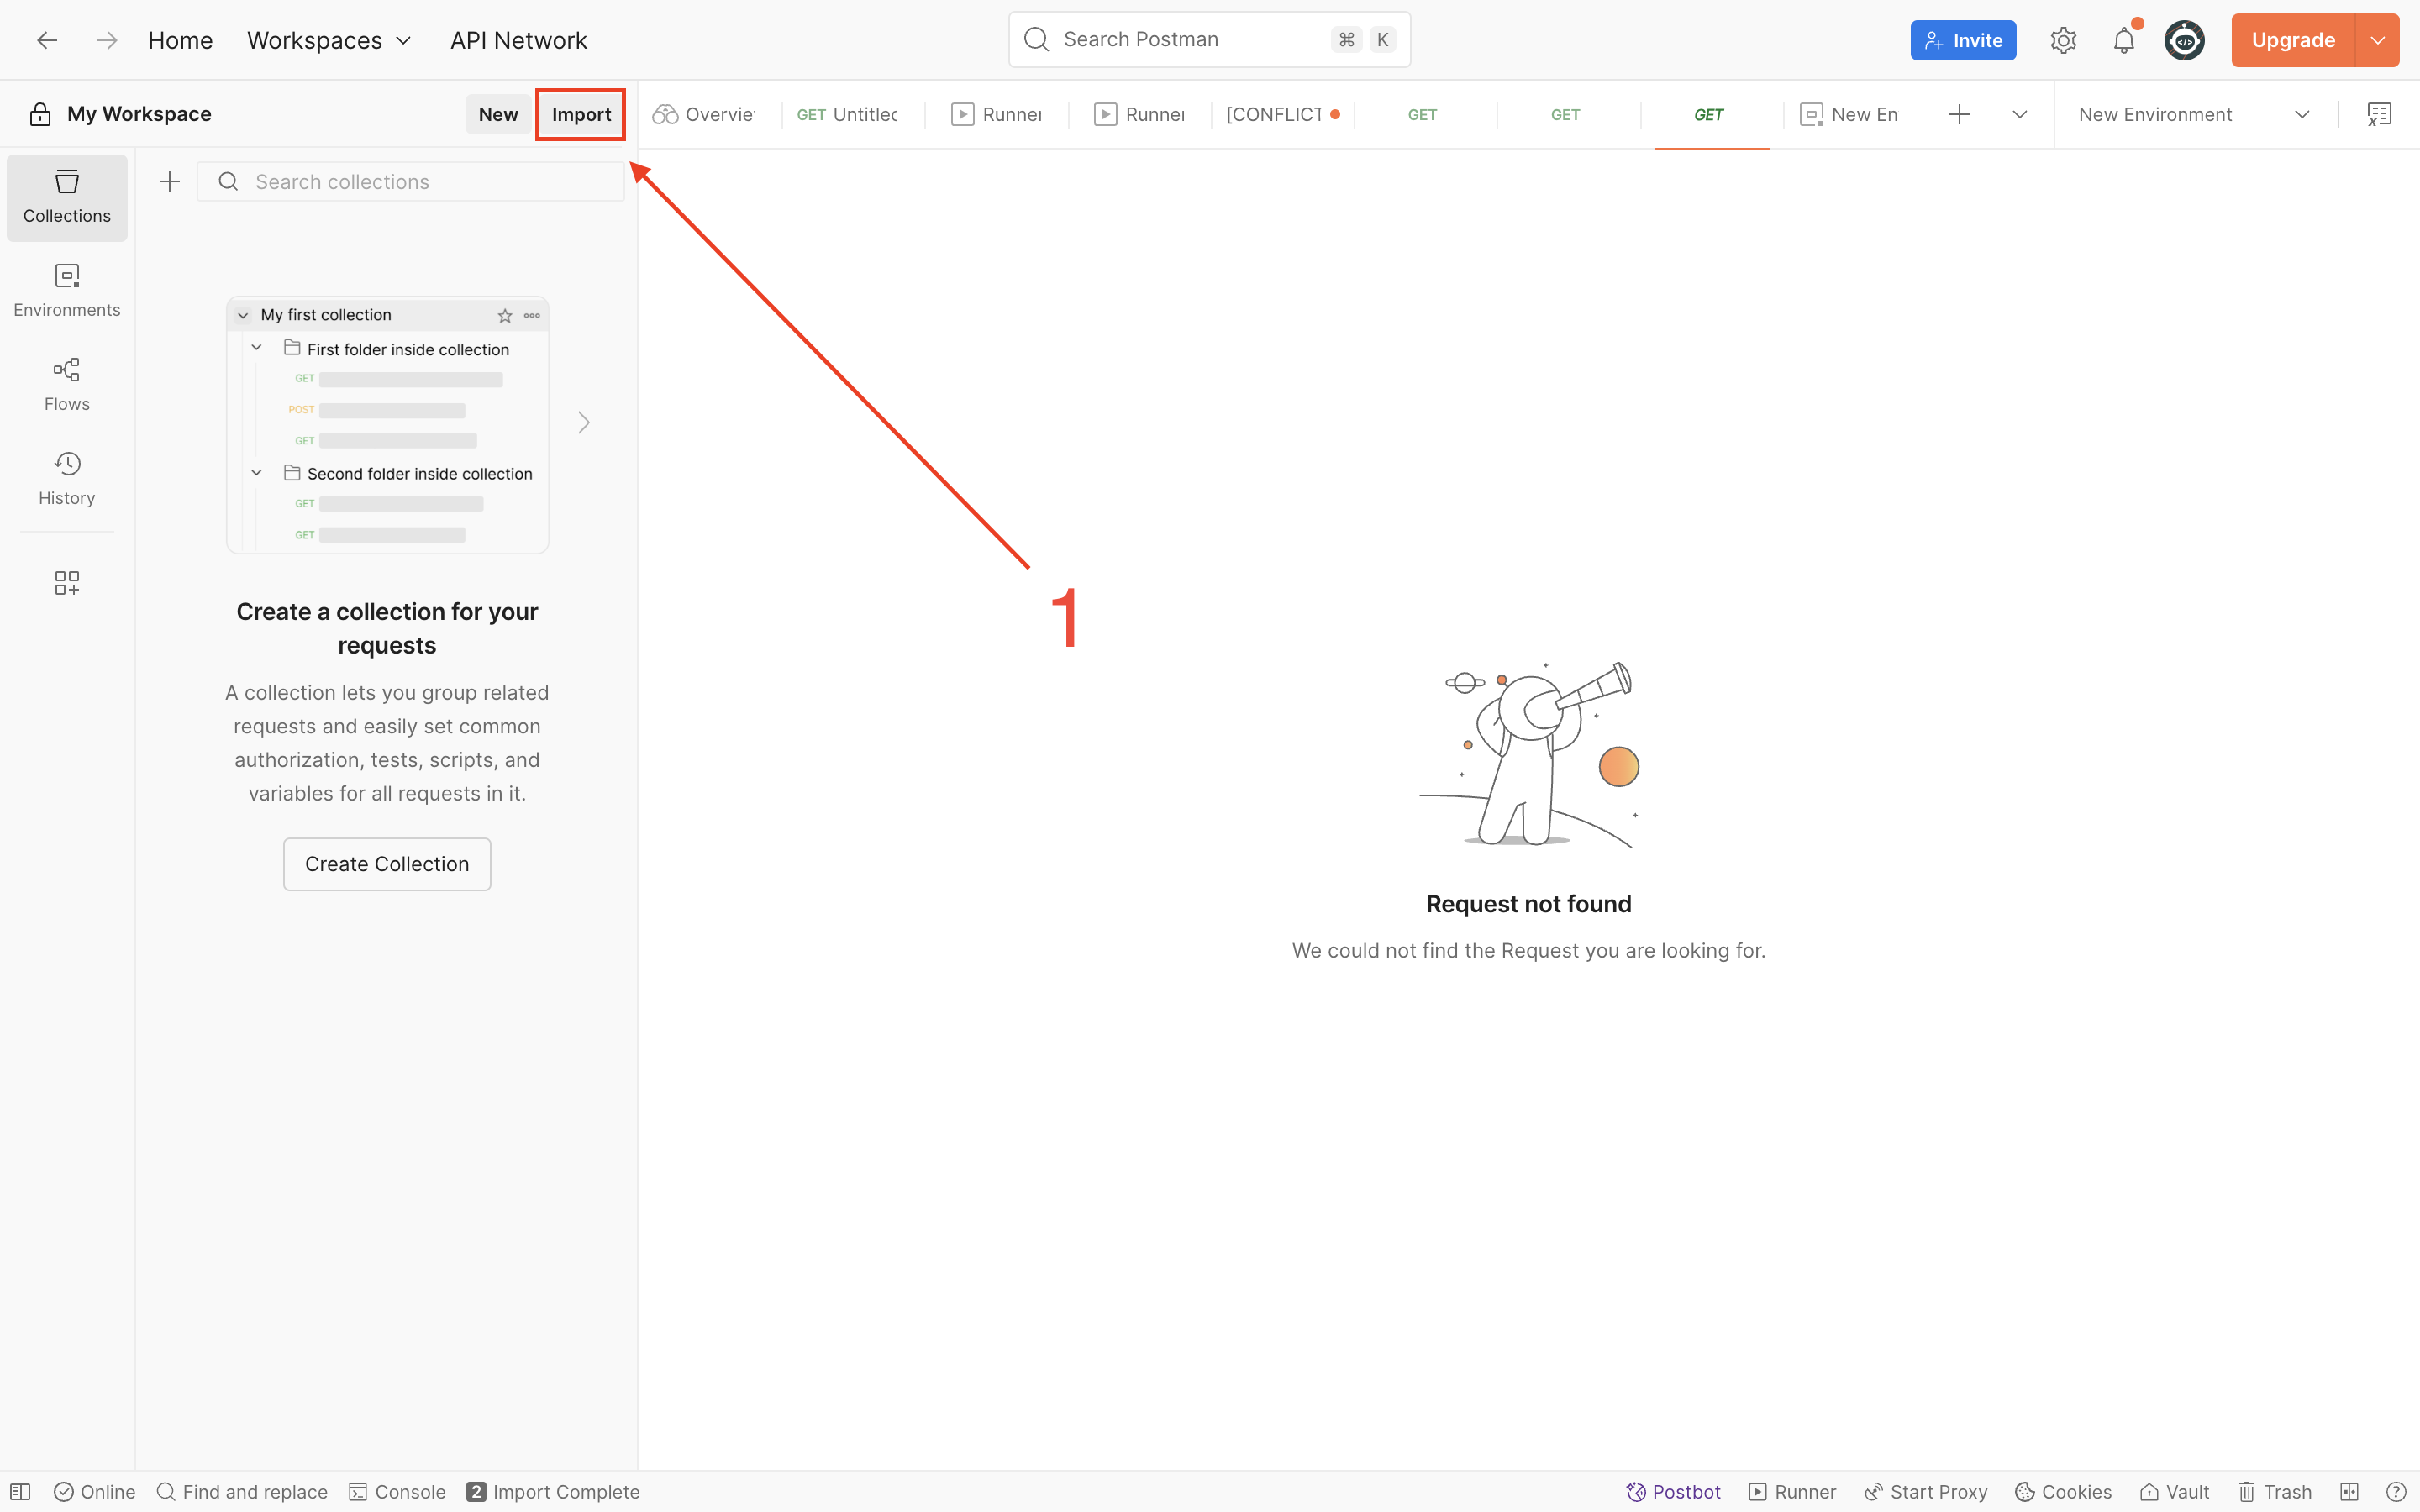 Home Workspaces API Network Search Postman ⌘ K Invite Upgrade
My Workspace New Import Overvie GET Untitled Runner Runner [CONFLICT GET GET GET New En New Environment
Search collections
Collections
Environments
Flows
History
My first collection
First folder inside collection
GET
POST
GET
Second folder inside collection
GET
GET
1
Create a collection for your
requests
A collection lets you group related
requests and easily set common
authorization, tests, scripts, and
variables for all requests in it.
Create Collection
Request not found
We could not find the Request you are looking for.
Online Find and replace Console 2 Import Complete Postbot Runner Start Proxy Cookies Vault Trash